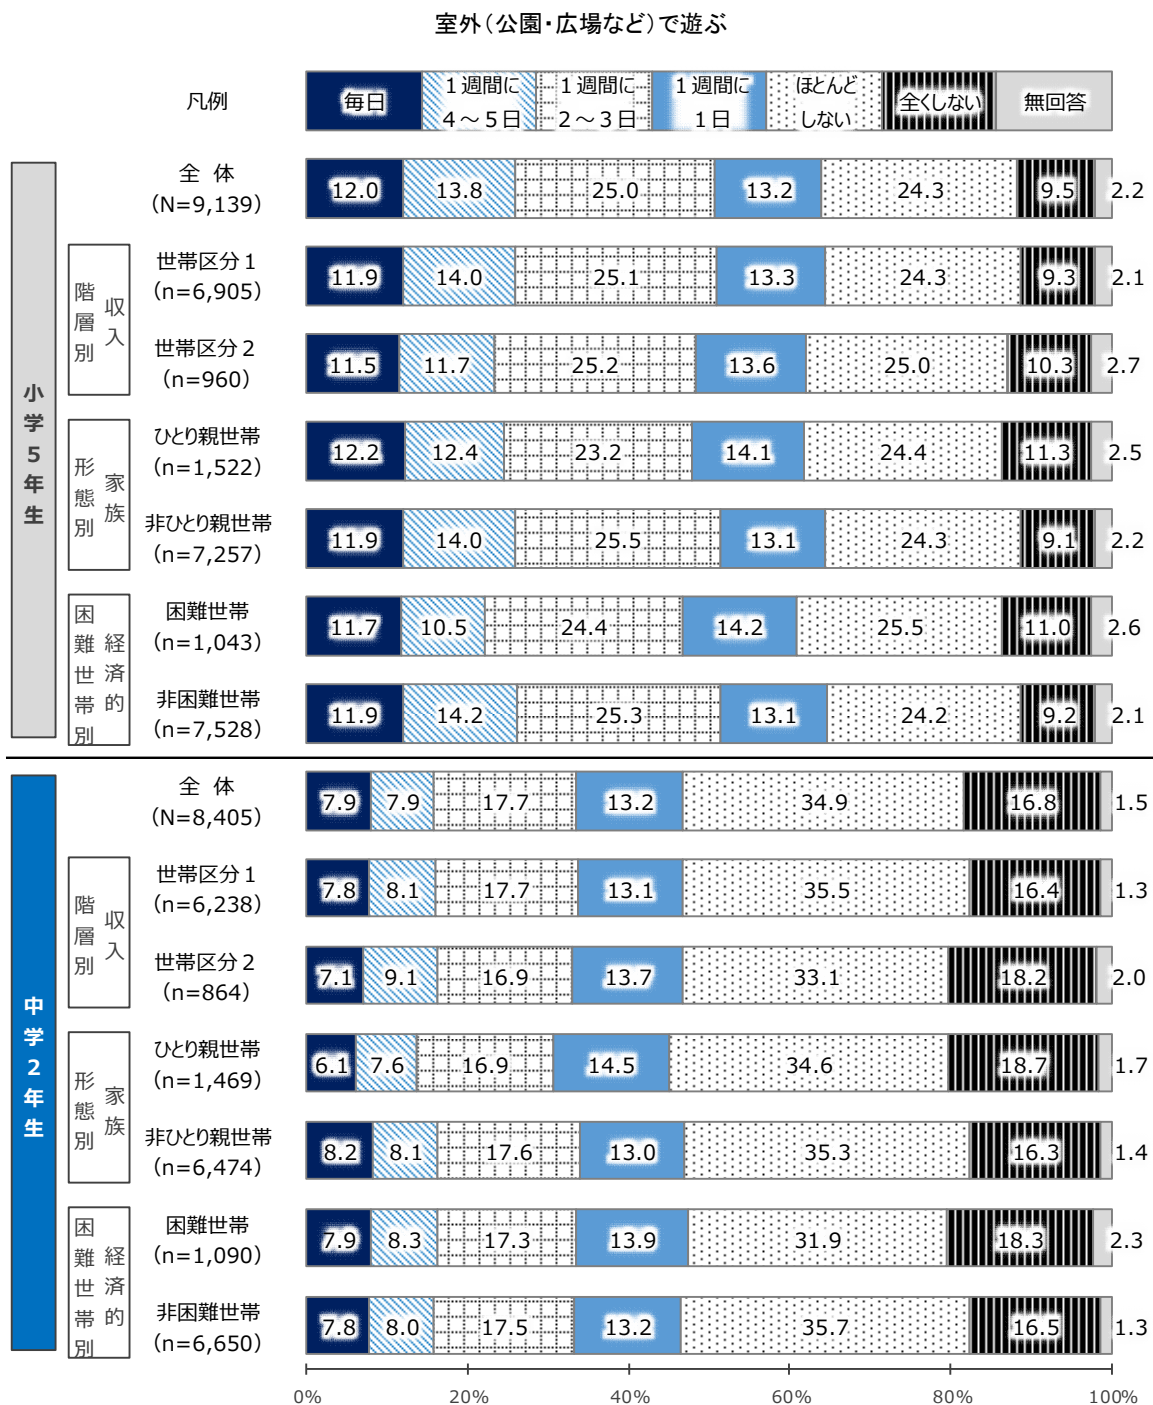 室外（公園・広場など）で遊ぶ
凡例
毎日
１週間に
４～５日
１週間に
２～３日
１週間に
１日
ほとんど
しない
全くしない
無回答
小学5年生
全 体
（N=9,139）
12.0 13.8 25.0 13.2 24.3 9.5 2.2
収入
階層別
世帯区分１
（n=6,905）
11.9 14.0 25.1 13.3 24.3 9.3 2.1
世帯区分２
（n=960）
11.5 11.7 25.2 13.6 25.0 10.3 2.7
家族
形態別
ひとり親世帯
（n=1,522）
12.2 12.4 23.2 14.1 24.4 11.3 2.5
非ひとり親世帯
（n=7,257）
11.9 14.0 25.5 13.1 24.3 9.1 2.2
経済的
困難世帯別
困難世帯
（n=1,043）
11.7 10.5 24.4 14.2 25.5 11.0 2.6
非困難世帯
（n=7,528）
11.9 14.2 25.3 13.1 24.2 9.2 2.1
中学2年生
全 体
（N=8,405）
7.9 7.9 17.7 13.2 34.9 16.8 1.5
収入
階層別
世帯区分１
（n=6,238）
7.8 8.1 17.7 13.1 35.5 16.4 1.3
世帯区分２
（n=864）
7.1 9.1 16.9 13.7 33.1 18.2 2.0
家族
形態別
ひとり親世帯
（n=1,469）
6.1 7.6 16.9 14.5 34.6 18.7 1.7
非ひとり親世帯
（n=6,474）
8.2 8.1 17.6 13.0 35.3 16.3 1.4
経済的
困難世帯別
困難世帯
（n=1,090）
7.9 8.3 17.3 13.9 31.9 18.3 2.3
非困難世帯
（n=6,650）
7.8 8.0 17.5 13.2 35.7 16.5 1.3
0% 20% 40% 60% 80% 100%